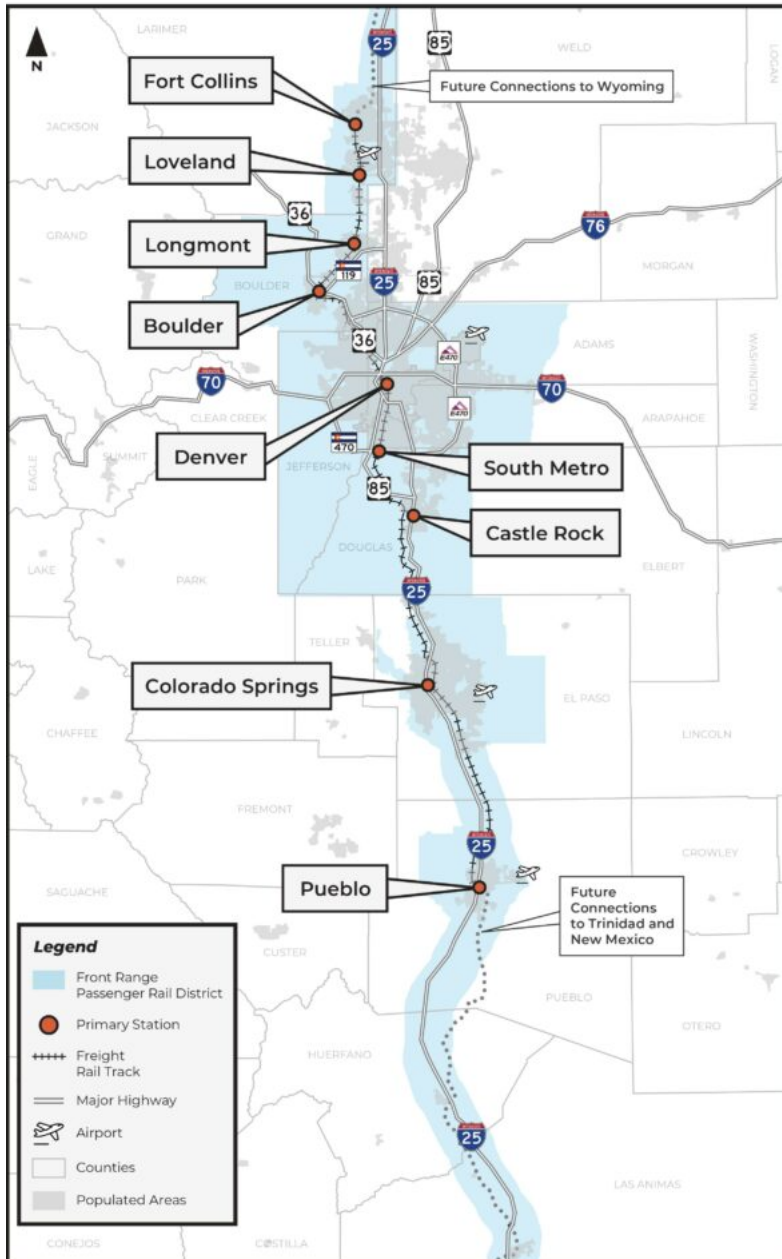 LARIMER
25
85
WELD
LOGAN
N
Fort Collins
Future Connections to Wyoming
JACKSON
Loveland
36
76
GRAND
Longmont
119
25
85
MORGAN
BOULDER
Boulder
36
E470
ADAMS
WASHINGTON
70
70
CLEAR CREEK
E470
ARAPAHOE
EAGLE
SUMMIT
Denver
470
JEFFERSON
South Metro
85
Castle Rock
DOUGLAS
LAKE
PARK
ELBERT
25
TELLER
Colorado Springs
EL PASO
CHAFFEE
LINCOLN
FREMONT
25
CROWLEY
Pueblo
SAGUACHE
Future
Connections
to Trinidad and
New Mexico
CUSTER
PUEBLO
OTERO
HUERFANO
25
LAS ANIMAS
Legend
Front Range
Passenger Rail District
Primary Station
Freight
Rail Track
Major Highway
Airport
Counties
Populated Areas
CONEJOS
COSTILLA